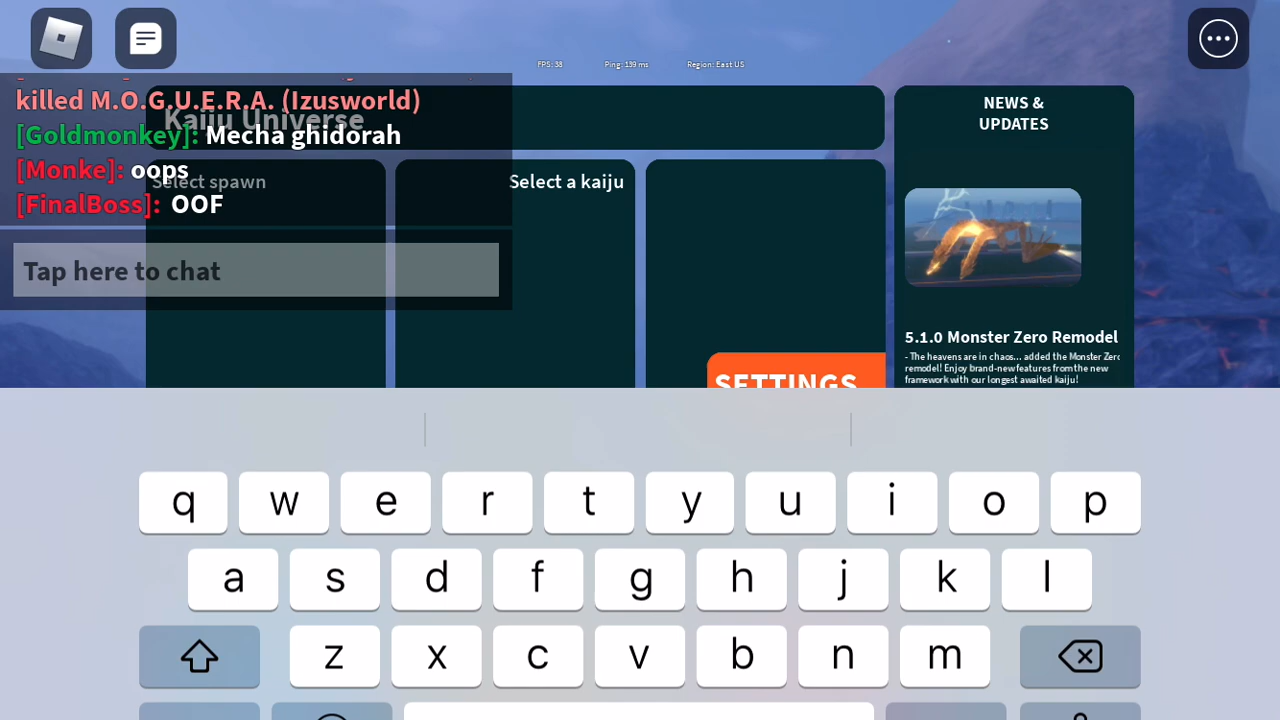 FPS: 38 Ping: 139 ms Region: East US
killed M.O.G.U.E.R.A. (Izusworld)
Kaiju Universe
[Goldmonkey]: Mecha ghidorah
[Monke]: oops
Select spawn
[FinalBoss]: OOF
Tap here to chat
Select a kaiju
SETTINGS
NEWS &
UPDATES
5.1.0 Monster Zero Remodel
- The heavens are in chaos... added the Monster Zero
remodel! Enjoy brand-new features from the new
framework with our longest awaited kaiju!
q w e r t y u i o p
a s d f g h j k l
z x c v b n m